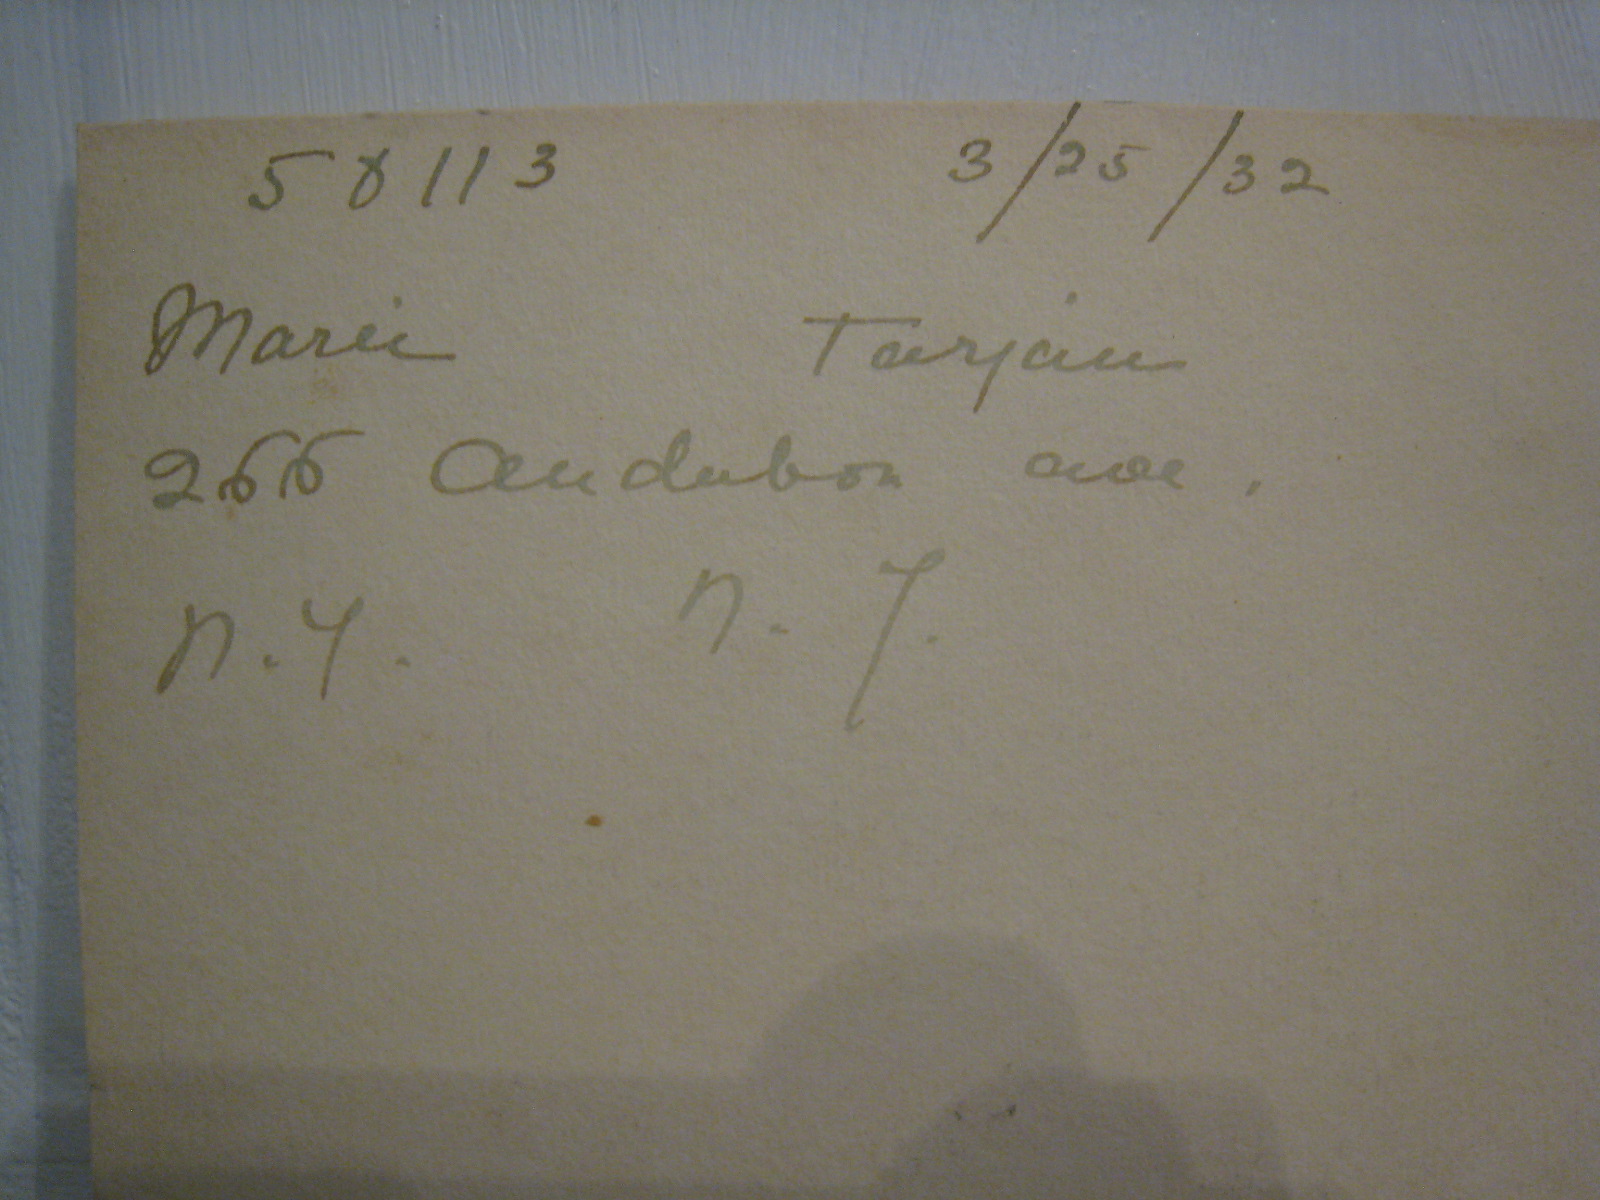 58113 3/25/32
Marie Tarjan
266 Audubon ave.
N.Y. N.Y.